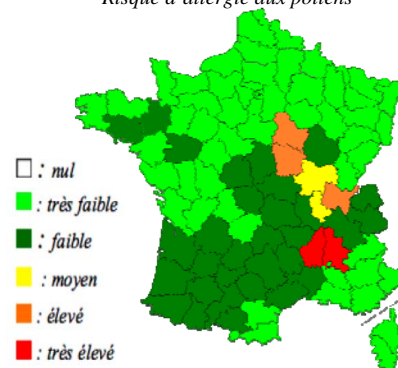 Risque d'allergie aux pollens
: nul
: très faible
: faible
: moyen
: élevé
: très élevé